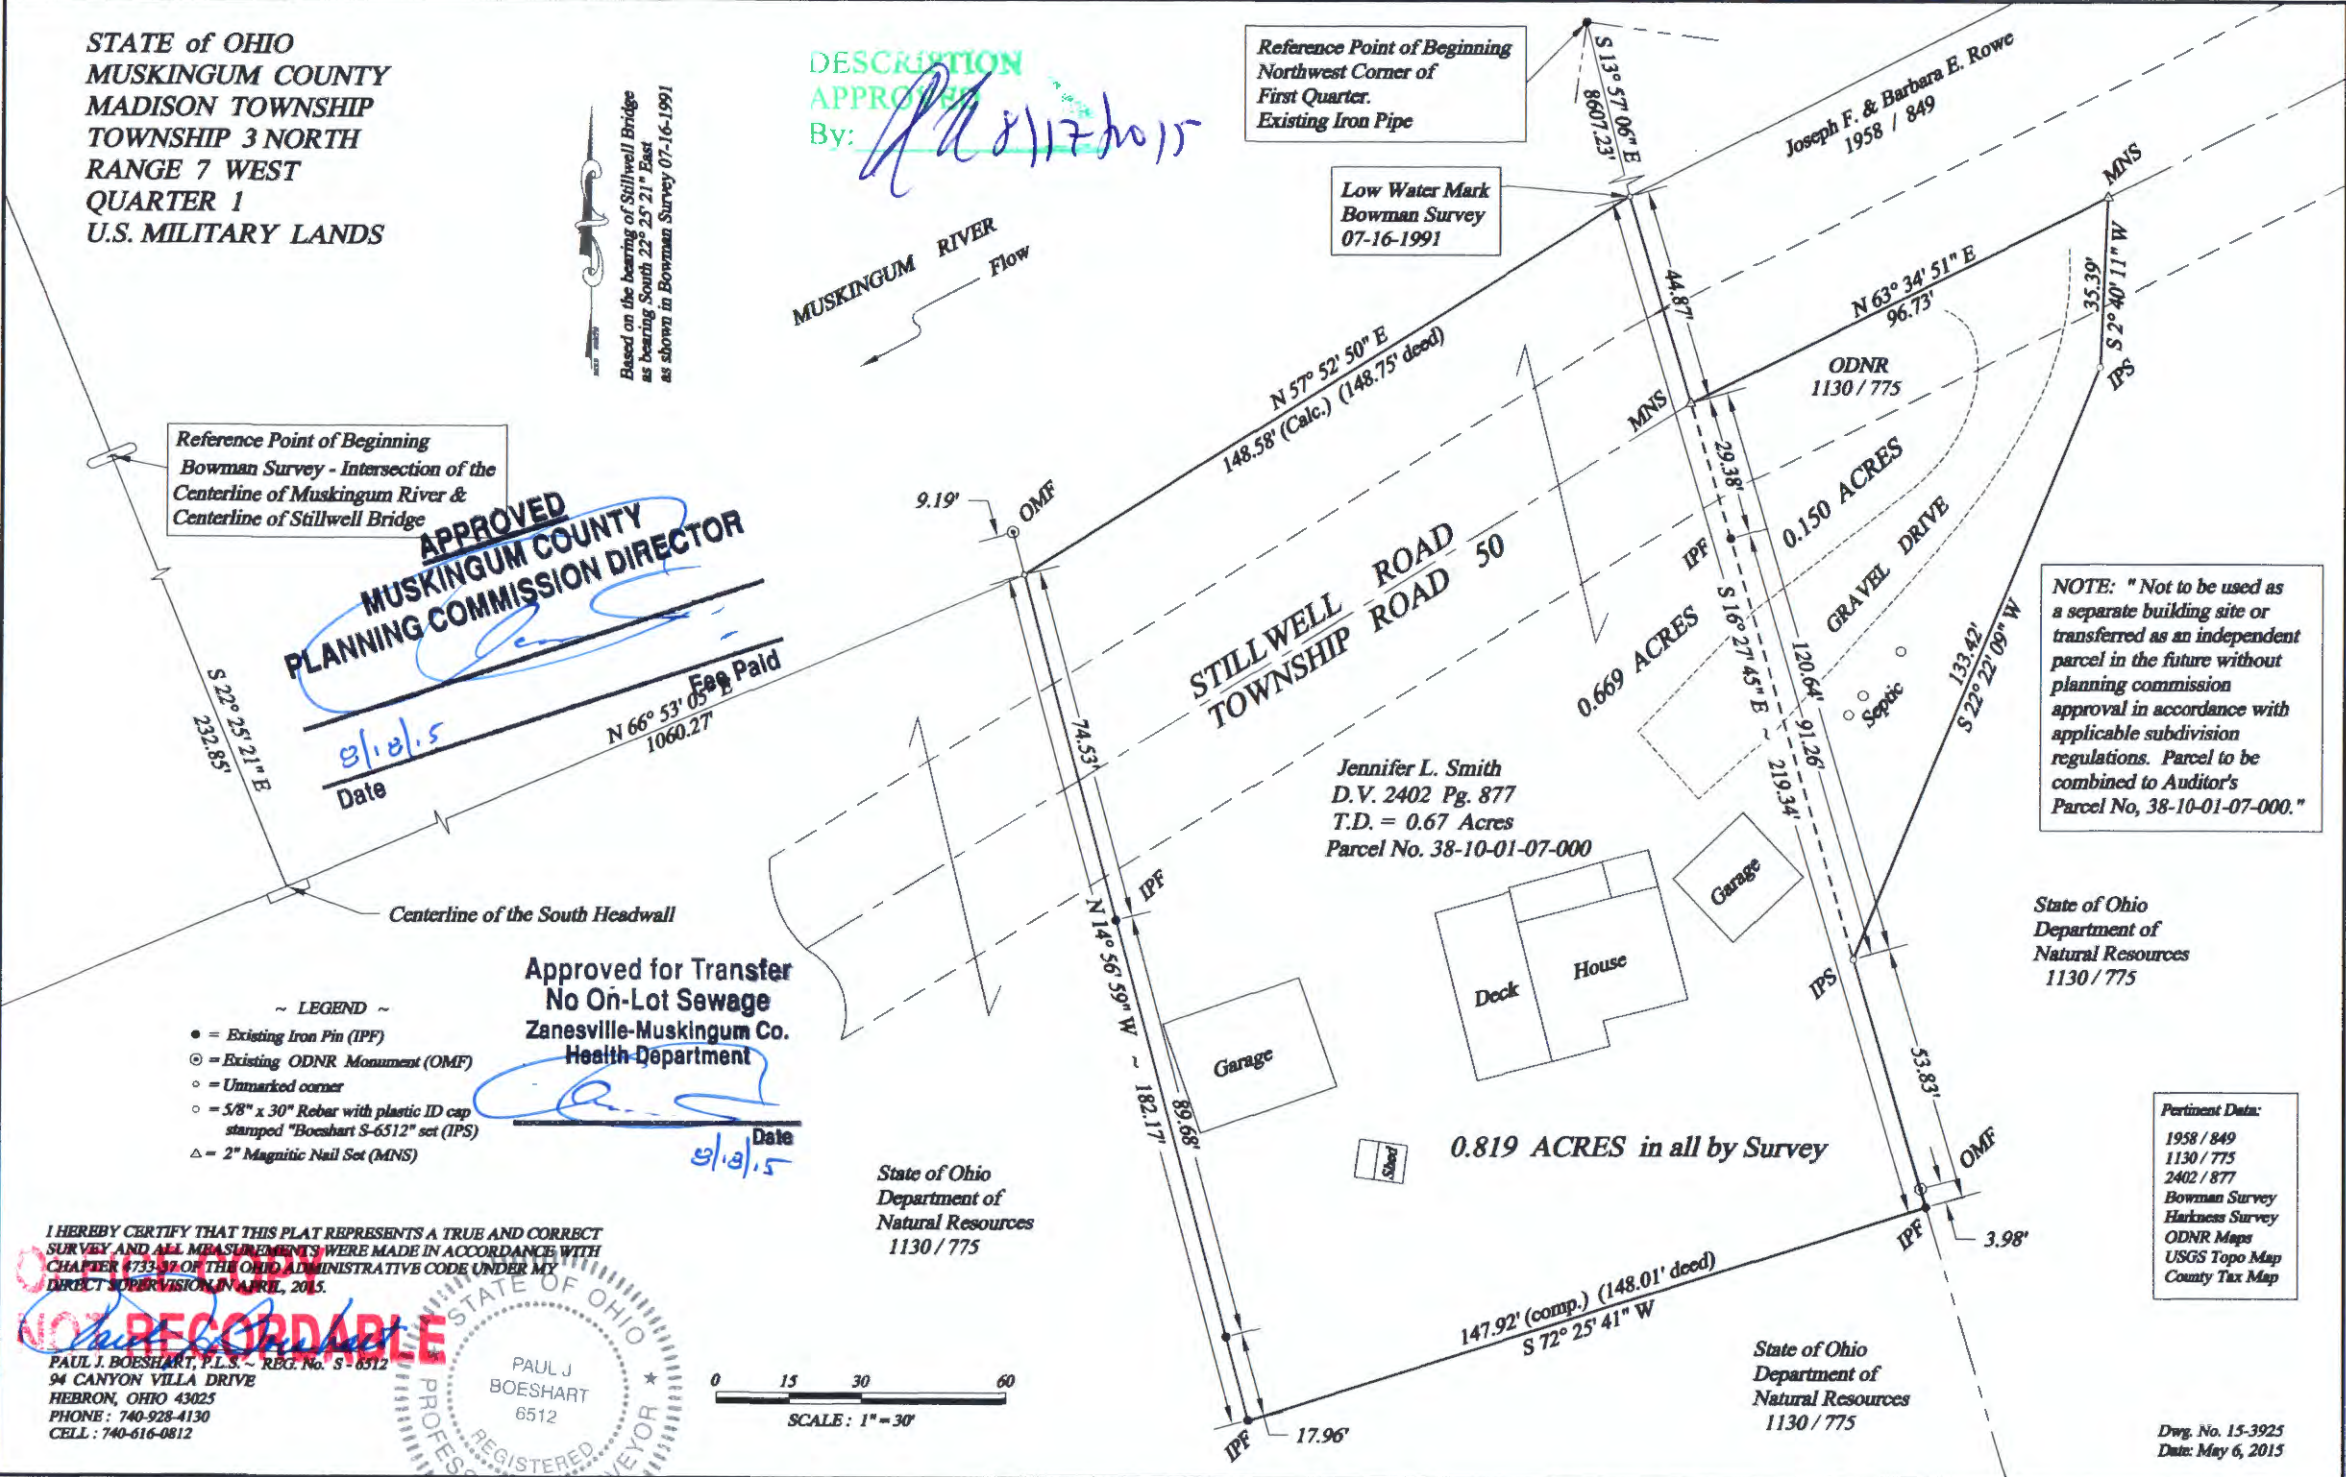 STATE of OHIO
MUSKINGUM COUNTY
MADISON TOWNSHIP
TOWNSHIP 3 NORTH
RANGE 7 WEST
QUARTER 1
U.S. MILITARY LANDS
Based on the bearing of Stillwell Bridge
as bearing South 22° 25' 21" East
as shown in Bowman Survey 07-16-1991
DESCRIPTION
APPROVED
By:
8/17/2015
MUSKINGUM RIVER
Flow
Reference Point of Beginning
Northwest Corner of
First Quarter.
Existing Iron Pipe
S 13° 57' 06" E
8607.23'
Low Water Mark
Bowman Survey
07-16-1991
Joseph F. & Barbara E. Rowe
1958 / 849
MNS
N 63° 34' 51" E
96.73'
35.39'
S 2° 40' 11" W
IPS
ODNR
1130 / 775
44.87'
MNS
29.38'
IPF
N 57° 52' 50" E
148.58' (Calc.) (148.75' deed)
9.19'
OMF
Reference Point of Beginning
Bowman Survey - Intersection of the
Centerline of Muskingum River &
Centerline of Stillwell Bridge
APPROVED
MUSKINGUM COUNTY
PLANNING COMMISSION DIRECTOR
Fee Paid
8/18/15
Date
S 22° 25' 21" E
232.85'
N 66° 53' 05" E
1060.27'
Centerline of the South Headwall
STILLWELL ROAD
TOWNSHIP ROAD 50
0.150 ACRES
0.669 ACRES
GRAVEL DRIVE
Septic
S 16° 27' 45" E ~ 219.34'
120.64'
91.26'
133.42'
S 22° 22' 09" W
NOTE: "Not to be used as
a separate building site or
transferred as an independent
parcel in the future without
planning commission
approval in accordance with
applicable subdivision
regulations. Parcel to be
combined to Auditor's
Parcel No, 38-10-01-07-000."
Jennifer L. Smith
D.V. 2402 Pg. 877
T.D. = 0.67 Acres
Parcel No. 38-10-01-07-000
74.53'
IPF
N 14° 56' 59" W ~ 182.17'
89.68'
Garage
Deck
House
Garage
Shed
IPS
53.83'
OMF
IPF
3.98'
State of Ohio
Department of
Natural Resources
1130 / 775
0.819 ACRES in all by Survey
147.92' (comp.) (148.01' deed)
S 72° 25' 41" W
IPF
17.96'
State of Ohio
Department of
Natural Resources
1130 / 775
State of Ohio
Department of
Natural Resources
1130 / 775
~ LEGEND ~
● = Existing Iron Pin (IPF)
◎ = Existing ODNR Monument (OMF)
○ = Unmarked corner
○ = 5/8" x 30" Rebar with plastic ID cap
stamped "Boeshart S-6512" set (IPS)
△ = 2" Magnitic Nail Set (MNS)
Approved for Transfer
No On-Lot Sewage
Zanesville-Muskingum Co.
Health Department
Date
8/18/15
I HEREBY CERTIFY THAT THIS PLAT REPRESENTS A TRUE AND CORRECT
SURVEY AND ALL MEASUREMENTS WERE MADE IN ACCORDANCE WITH
CHAPTER 4733-37 OF THE OHIO ADMINISTRATIVE CODE UNDER MY
DIRECT SUPERVISION IN APRIL, 2015.
OFFICE COPY
NOT RECORDABLE
Paul J. Boeshart
PAUL J. BOESHART, P.L.S. ~ REG. No. S - 6512
94 CANYON VILLA DRIVE
HEBRON, OHIO 43025
PHONE : 740-928-4130
CELL : 740-616-0812
STATE OF OHIO
PAUL J
BOESHART
6512
REGISTERED
0 15 30 60
SCALE : 1" = 30'
Pertinent Data:
1958 / 849
1130 / 775
2402 / 877
Bowman Survey
Harkness Survey
ODNR Maps
USGS Topo Map
County Tax Map
Dwg. No. 15-3925
Date: May 6, 2015